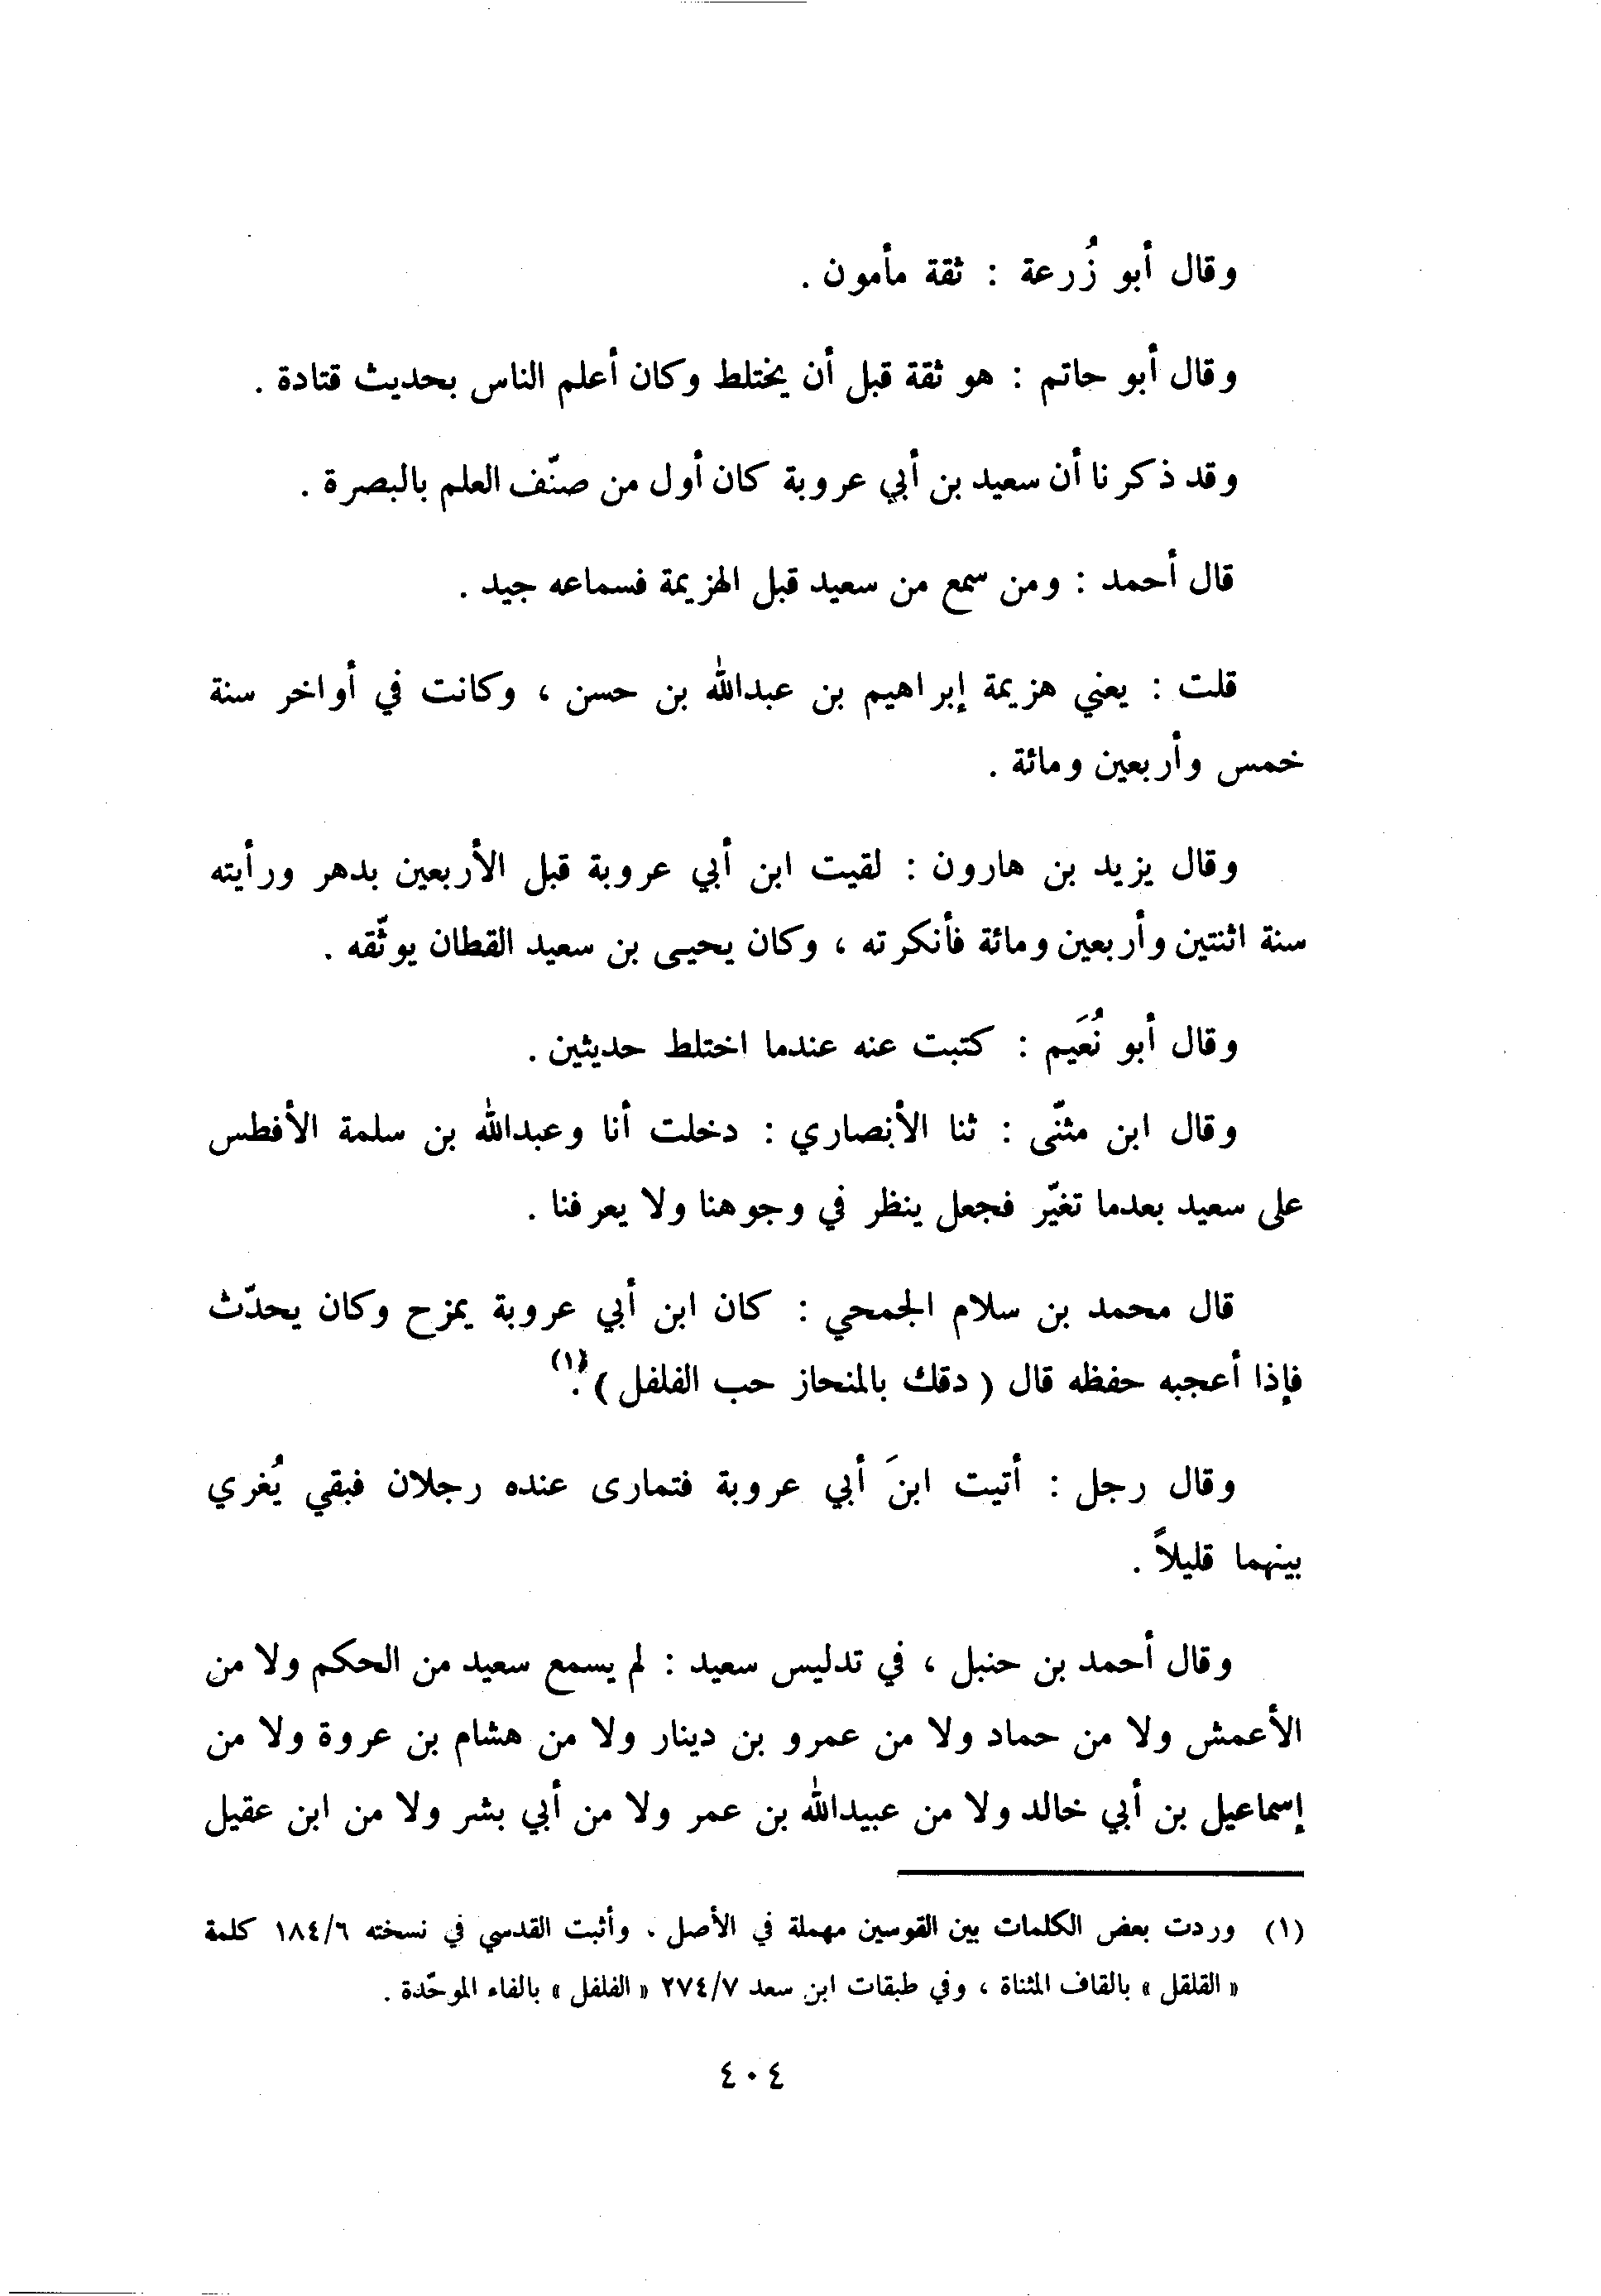 وقال أبو زُرعة : ثقة مأمون .
وقال أبو حاتم : هو ثقة قبل أن يختلط وكان أعلم الناس بحديث قتادة .
وقد ذكرنا أن سعيد بن أبي عروبة كان أول من صنّف العلم بالبصرة .
قال أحمد : ومن سمع من سعيد قبل الهزيمة فسماعه جيد .
قلت : يعني هزيمة إبراهيم بن عبدالله بن حسن ، وكانت في أواخر سنة
خمس وأربعين ومائة .
وقال يزيد بن هارون : لقيت ابن أبي عروبة قبل الأربعين بدهر ورأيته
سنة اثنتين وأربعين ومائة فأنكرته ، وكان يحيى بن سعيد القطان يوثّقه .
وقال أبو نُعَيم : كتبت عنه عندما اختلط حديثين .
وقال ابن مثنّى : ثنا الأنصاري : دخلت أنا وعبدالله بن سلمة الأفطس
على سعيد بعدما تغيّر فجعل ينظر في وجوهنا ولا يعرفنا .
قال محمد بن سلام الجمحي : كان ابن أبي عروبة يمزح وكان يحدّث
فإذا أعجبه حفظه قال ( دقك بالمنحاز حب الفلفل )(١).
وقال رجل : أتيت ابنَ أبي عروبة فتمارى عنده رجلان فبقي يُغري
بينهما قليلاً .
وقال أحمد بن حنبل ، في تدليس سعيد : لم يسمع سعيد من الحكم ولا من
الأعمش ولا من حماد ولا من عمرو بن دينار ولا من هشام بن عروة ولا من
إسماعيل بن أبي خالد ولا من عبيدالله بن عمر ولا من أبي بشر ولا من ابن عقيل
(١) وردت بعض الكلمات بين القوسين مهملة في الأصل . وأثبت القدسي في نسخته ١٨٤/٦ كلمة
« القلقل » بالقاف المثناة ، وفي طبقات ابن سعد ٢٧٤/٧ « الفلفل » بالفاء الموحّدة .
٤٠٤